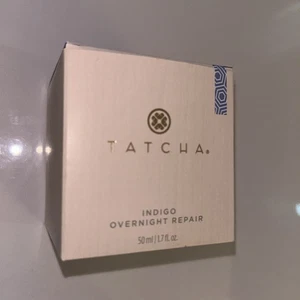 TATCHA®
INDIGO
OVERNIGHT REPAIR
50 ml | 1.7 fl. oz.